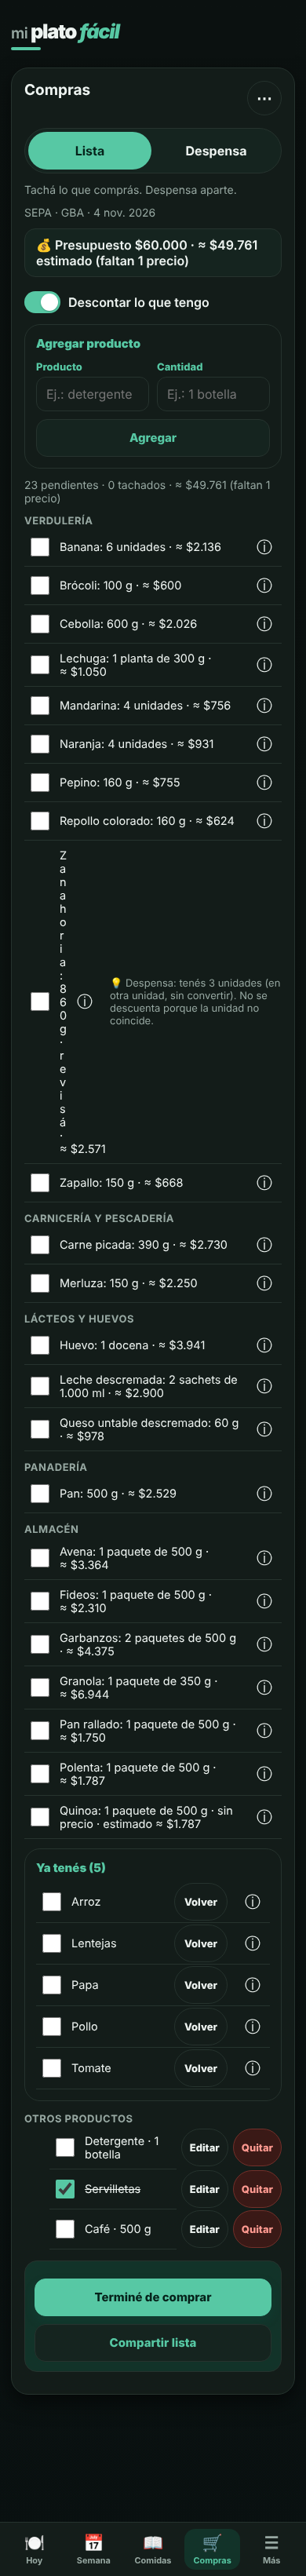 mi plato fácil
Compras
Lista
Despensa
Tachá lo que comprás. Despensa aparte.
SEPA · GBA · 4 nov. 2026
💰 Presupuesto $60.000 · ≈ $49.761
estimado (faltan 1 precio)
Descontar lo que tengo
Agregar producto
Producto
Cantidad
Ej.: detergente
Ej.: 1 botella
Agregar
23 pendientes · 0 tachados · ≈ $49.761 (faltan 1
precio)
VERDULERÍA
Banana: 6 unidades · ≈ $2.136
Brócoli: 100 g · ≈ $600
Cebolla: 600 g · ≈ $2.026
Lechuga: 1 planta de 300 g ·
≈ $1.050
Mandarina: 4 unidades · ≈ $756
Naranja: 4 unidades · ≈ $931
Pepino: 160 g · ≈ $755
Repollo colorado: 160 g · ≈ $624
Zanahoria: 860 g · revisá ·
≈ $2.571
💡 Despensa: tenés 3 unidades (en
otra unidad, sin convertir). No se
descuenta porque la unidad no
coincide.
Zapallo: 150 g · ≈ $668
CARNICERÍA Y PESCADERÍA
Carne picada: 390 g · ≈ $2.730
Merluza: 150 g · ≈ $2.250
LÁCTEOS Y HUEVOS
Huevo: 1 docena · ≈ $3.941
Leche descremada: 2 sachets de
1.000 ml · ≈ $2.900
Queso untable descremado: 60 g
· ≈ $978
PANADERÍA
Pan: 500 g · ≈ $2.529
ALMACÉN
Avena: 1 paquete de 500 g ·
≈ $3.364
Fideos: 1 paquete de 500 g ·
≈ $2.310
Garbanzos: 2 paquetes de 500 g
· ≈ $4.375
Granola: 1 paquete de 350 g ·
≈ $6.944
Pan rallado: 1 paquete de 500 g ·
≈ $1.750
Polenta: 1 paquete de 500 g ·
≈ $1.787
Quinoa: 1 paquete de 500 g · sin
precio · estimado ≈ $1.787
Ya tenés (5)
Arroz
Volver
Lentejas
Volver
Papa
Volver
Pollo
Volver
Tomate
Volver
OTROS PRODUCTOS
Detergente · 1
botella
Editar
Quitar
Servilletas
Editar
Quitar
Café · 500 g
Editar
Quitar
Terminé de comprar
Compartir lista
Hoy
Semana
Comidas
Compras
Más